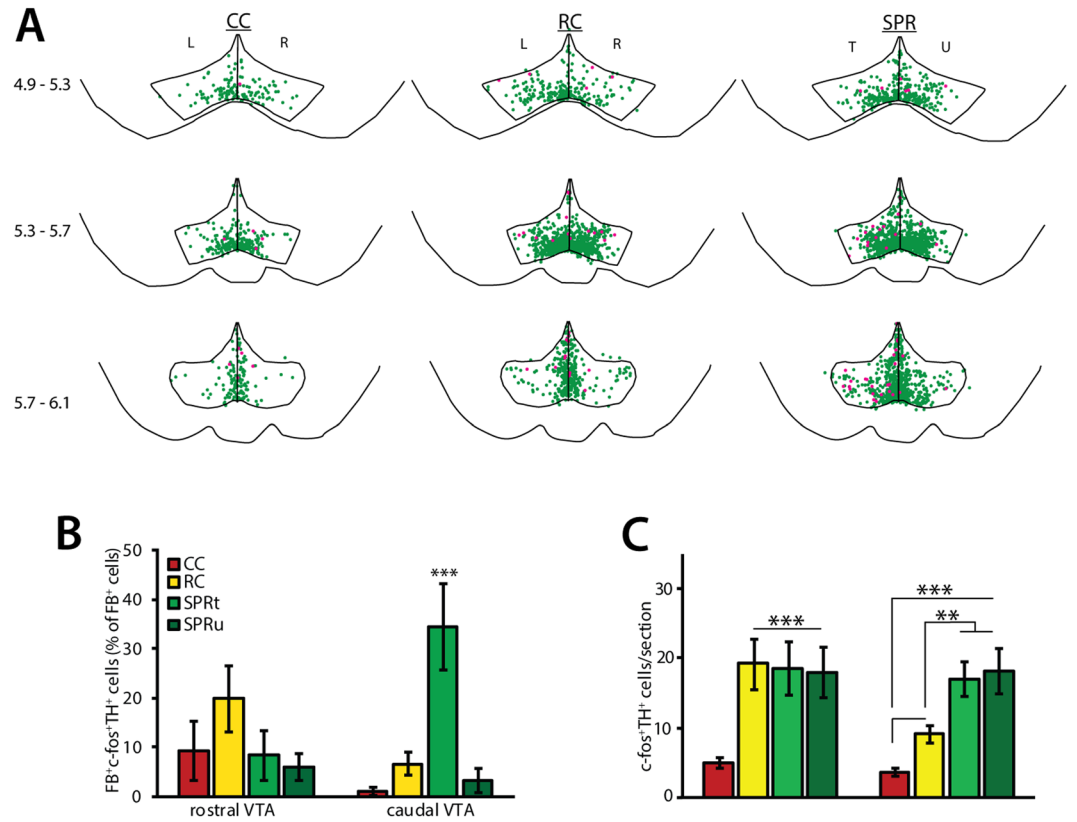 A
CC
RC
SPR
L
R
L
R
T
U
4.9 - 5.3
5.3 - 5.7
5.7 - 6.1
B
FB⁺c-fos⁺TH⁺ cells (% of FB⁺ cells)
50
40
30
20
10
0
CC
RC
SPRt
SPRu
***
rostral VTA
caudal VTA
C
c-fos⁺TH⁺ cells/section
30
20
10
0
***
***
**